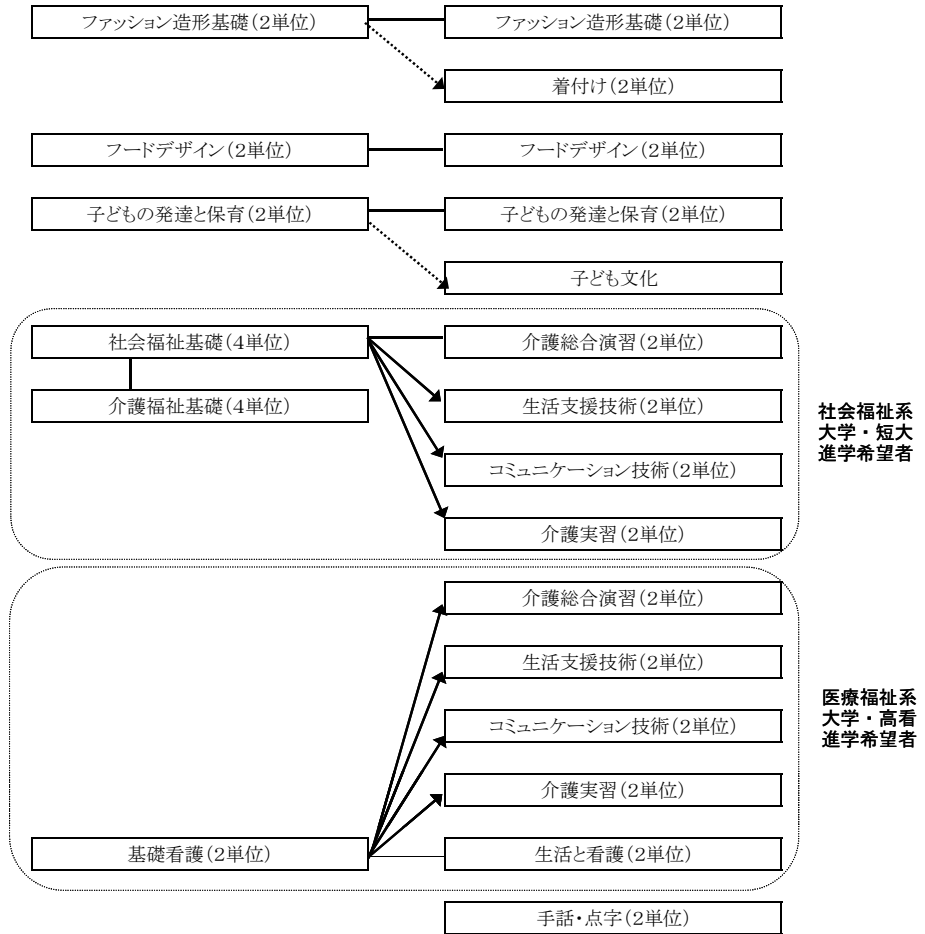 ファッション造形基礎(2単位)
ファッション造形基礎(2単位)
着付け(2単位)
フードデザイン(2単位)
フードデザイン(2単位)
子どもの発達と保育(2単位)
子どもの発達と保育(2単位)
子ども文化
社会福祉基礎(4単位)
介護総合演習(2単位)
介護福祉基礎(4単位)
生活支援技術(2単位)
コミュニケーション技術(2単位)
介護実習(2単位)
社会福祉系
大学・短大
進学希望者
介護総合演習(2単位)
生活支援技術(2単位)
コミュニケーション技術(2単位)
介護実習(2単位)
基礎看護(2単位)
生活と看護(2単位)
医療福祉系
大学・高看
進学希望者
手話・点字(2単位)